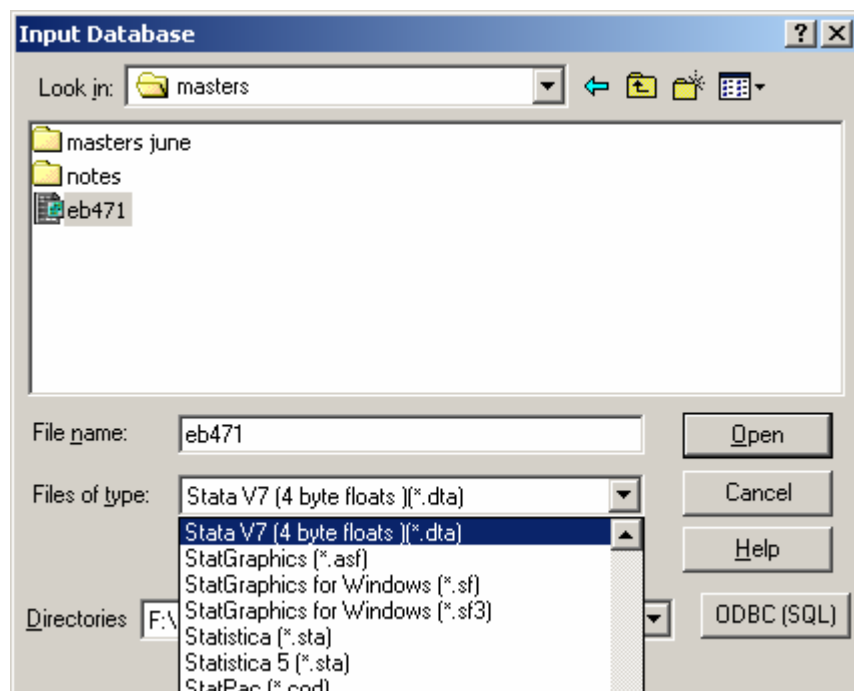 Input Database
Look in: masters
masters june
notes
eb471
File name: eb471 Open
Files of type: Stata V7 (4 byte floats )(*.dta) Cancel
Stata V7 (4 byte floats )(*.dta)
StatGraphics (*.asf) Help
StatGraphics for Windows (*.sf)
Directories F:\ StatGraphics for Windows (*.sf3) ODBC (SQL)
Statistica (*.sta)
Statistica 5 (*.sta)
StatPac (*.cod)